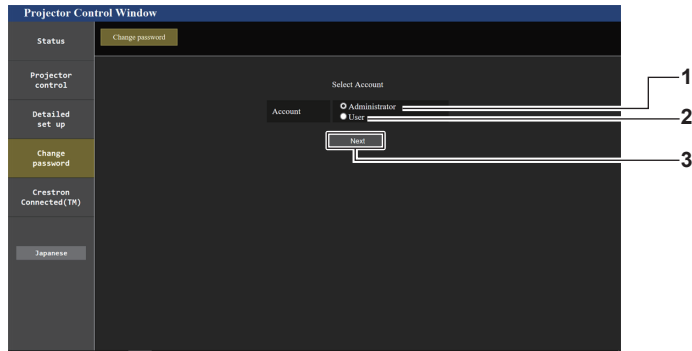 Projector Control Window
Status
Change password
Projector
control
Select Account
1
Account
Administrator
User
2
Detailed
set up
Next
3
Change
password
Crestron
Connected(TM)
Japanese